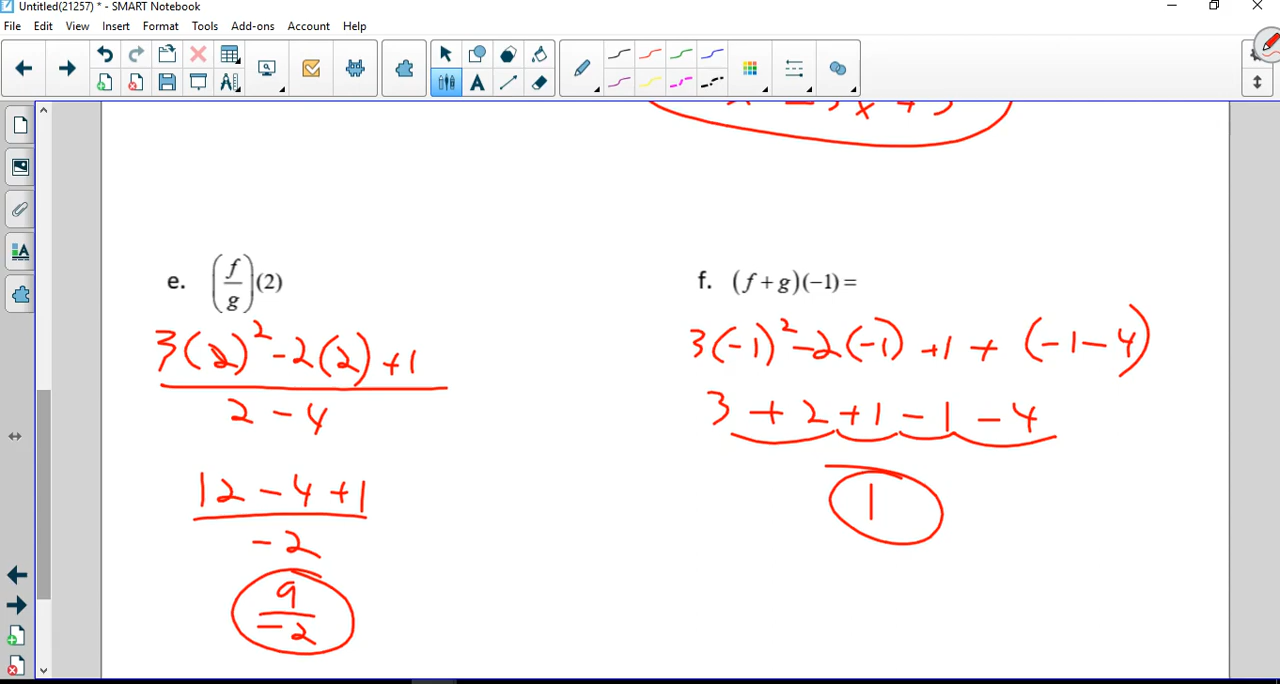 Untitled(21257) * - SMART Notebook
File Edit View Insert Format Tools Add-ons Account Help
e. (f/g)(2)
3(2)² - 2(2) + 1
2 - 4
12 - 4 + 1
-2
9
-2
f. (f + g)(-1) =
3(-1)² - 2(-1) + 1 + (-1 - 4)
3 + 2 + 1 - 1 - 4
1